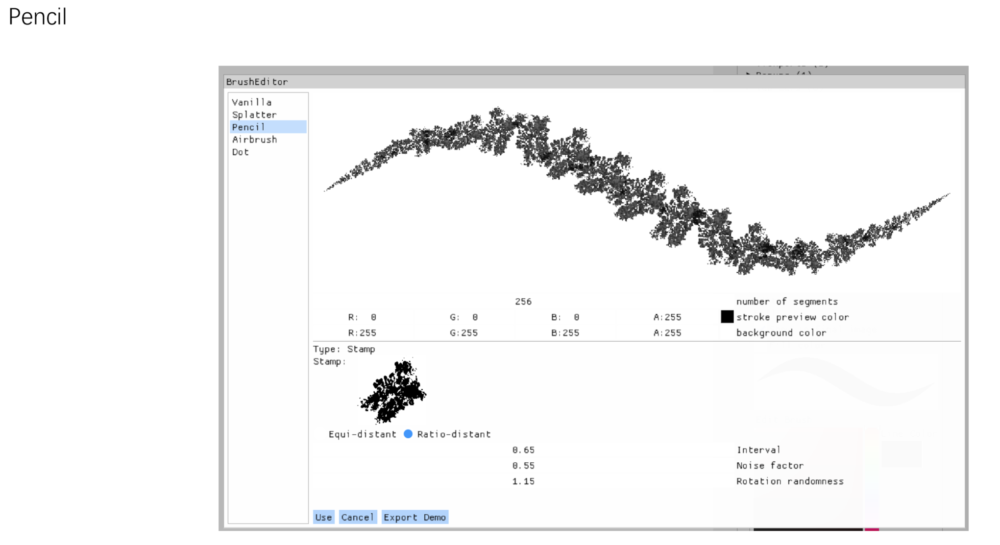 Pencil
BrushEditor
Vanilla
Splatter
Pencil
Airbrush
Dot
256 number of segments
R: 0 G: 0 B: 0 A:255 stroke preview color
R:255 G:255 B:255 A:255 background color
Type: Stamp
Stamp:
Equi-distant Ratio-distant
0.65 Interval
0.55 Noise factor
1.15 Rotation randomness
Use Cancel Export Demo